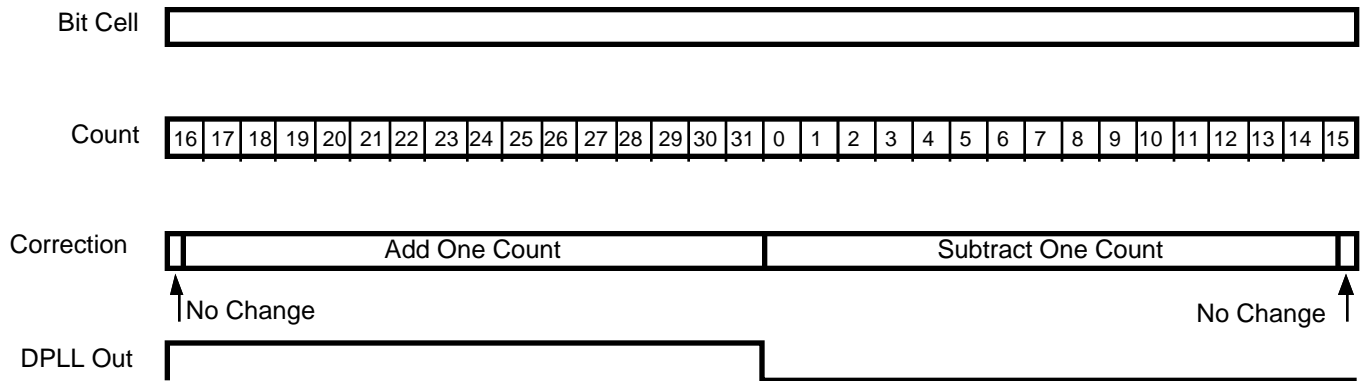 Bit Cell
Count 16 17 18 19 20 21 22 23 24 25 26 27 28 29 30 31 0 1 2 3 4 5 6 7 8 9 10 11 12 13 14 15
Correction Add One Count Subtract One Count
No Change No Change
DPLL Out